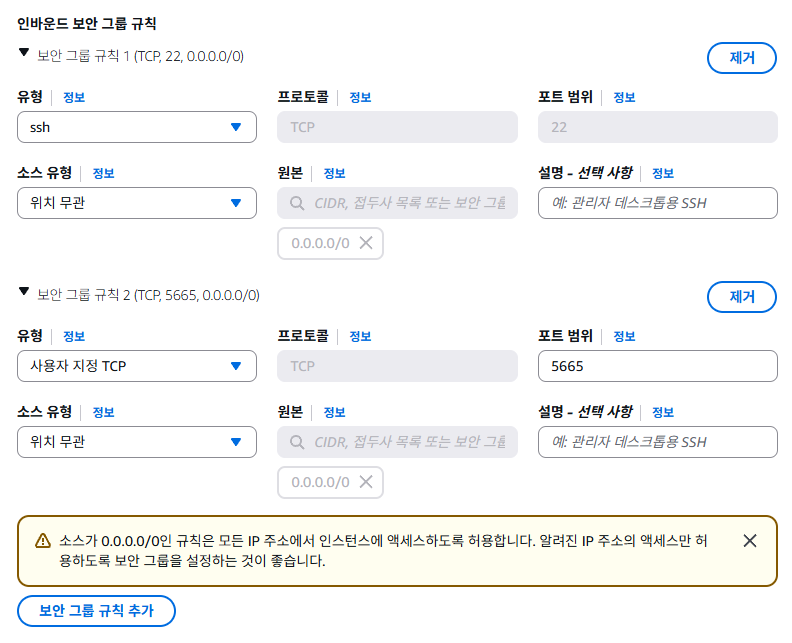 인바운드 보안 그룹 규칙
보안 그룹 규칙 1 (TCP, 22, 0.0.0.0/0) 제거
유형 정보 프로토콜 정보 포트 범위 정보
ssh TCP 22
소스 유형 정보 원본 정보 설명 - 선택 사항 정보
위치 무관 CIDR, 접두사 목록 또는 보안 그룹 예: 관리자 데스크톱용 SSH
0.0.0.0/0
보안 그룹 규칙 2 (TCP, 5665, 0.0.0.0/0) 제거
유형 정보 프로토콜 정보 포트 범위 정보
사용자 지정 TCP TCP 5665
소스 유형 정보 원본 정보 설명 - 선택 사항 정보
위치 무관 CIDR, 접두사 목록 또는 보안 그룹 예: 관리자 데스크톱용 SSH
0.0.0.0/0
소스가 0.0.0.0/0인 규칙은 모든 IP 주소에서 인스턴스에 액세스하도록 허용합니다. 알려진 IP 주소의 액세스만 허
용하도록 보안 그룹을 설정하는 것이 좋습니다.
보안 그룹 규칙 추가